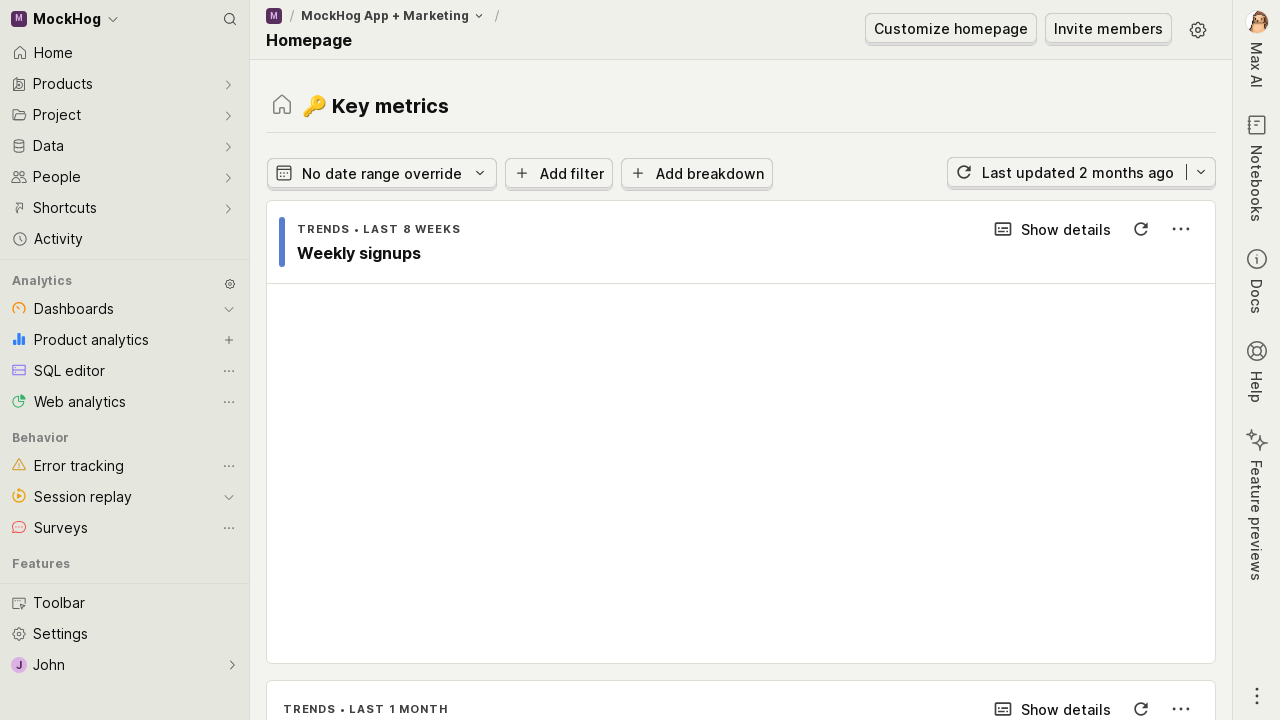 M MockHog
Home
Products
Project
Data
People
Shortcuts
Activity
Analytics
Dashboards
Product analytics
SQL editor
Web analytics
Behavior
Error tracking
Session replay
Surveys
Features
Toolbar
Settings
J John
M / MockHog App + Marketing /
Homepage
Customize homepage
Invite members
🔑 Key metrics
No date range override
Add filter
Add breakdown
Last updated 2 months ago
TRENDS • LAST 8 WEEKS
Show details
Weekly signups
TRENDS • LAST 1 MONTH
Show details
Max AI
Notebooks
Docs
Help
Feature previews